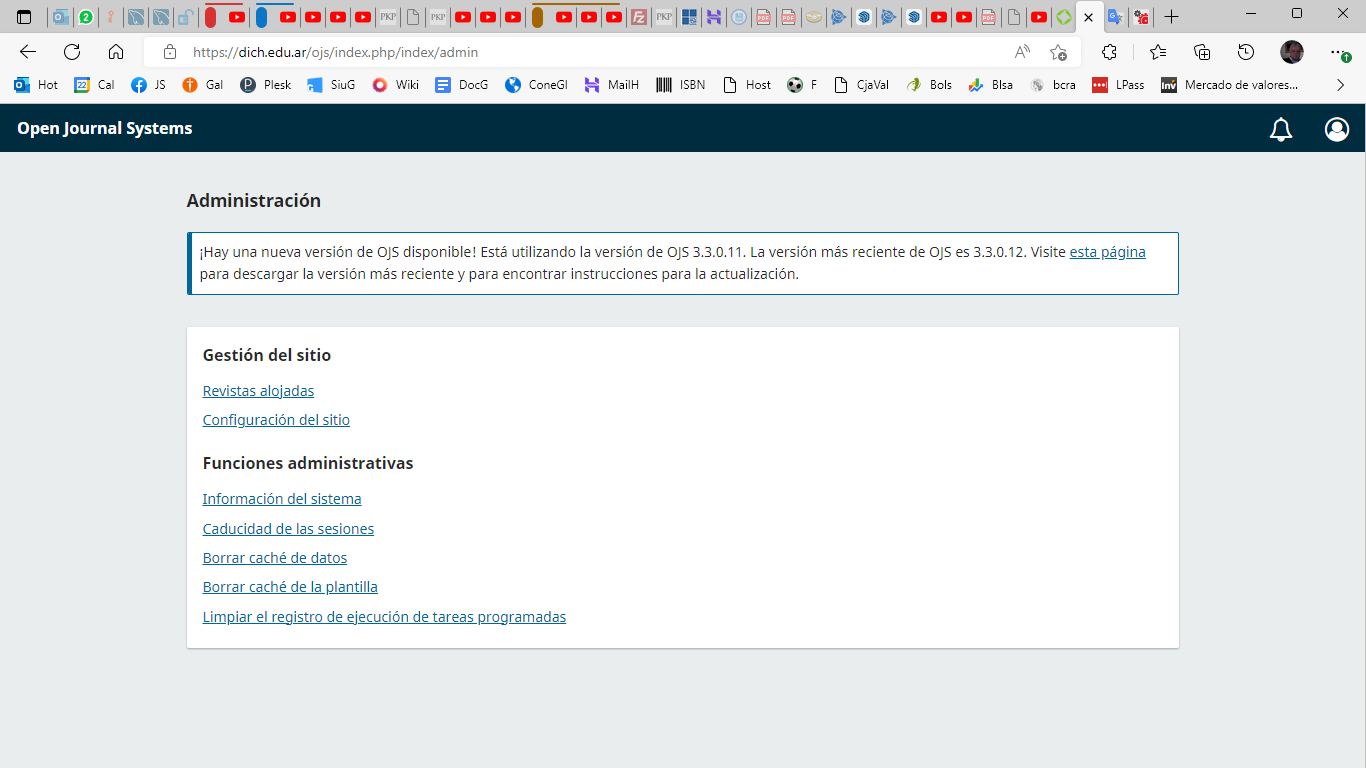 PKP
PKP
PKP
https://dich.edu.ar/ojs/index.php/index/admin
Hot Cal JS Gal Plesk SiuG Wiki DocG ConeGI MailH ISBN Host F CjaVal Bols Blsa bcra LPass Mercado de valores...
Open Journal Systems
Administración
¡Hay una nueva versión de OJS disponible! Está utilizando la versión de OJS 3.3.0.11. La versión más reciente de OJS es 3.3.0.12. Visite esta página
para descargar la versión más reciente y para encontrar instrucciones para la actualización.
Gestión del sitio
Revistas alojadas
Configuración del sitio
Funciones administrativas
Información del sistema
Caducidad de las sesiones
Borrar caché de datos
Borrar caché de la plantilla
Limpiar el registro de ejecución de tareas programadas